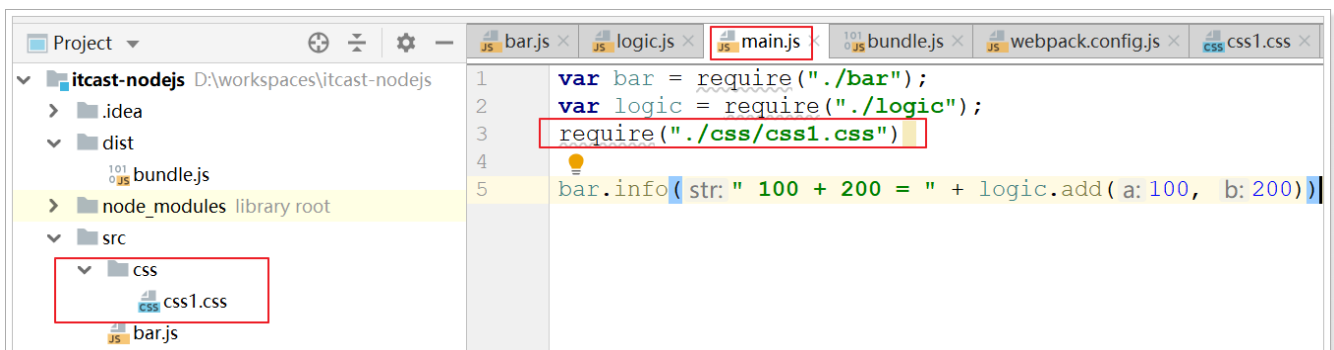 Project
itcast-nodejs D:\workspaces\itcast-nodejs
.idea
dist
bundle.js
node_modules library root
src
css
css1.css
bar.js
bar.js logic.js main.js bundle.js webpack.config.js css1.css
1 var bar = require("./bar");
2 var logic = require("./logic");
3 require("./css/css1.css")
4
5 bar.info( str: " 100 + 200 = " + logic.add( a: 100, b: 200))